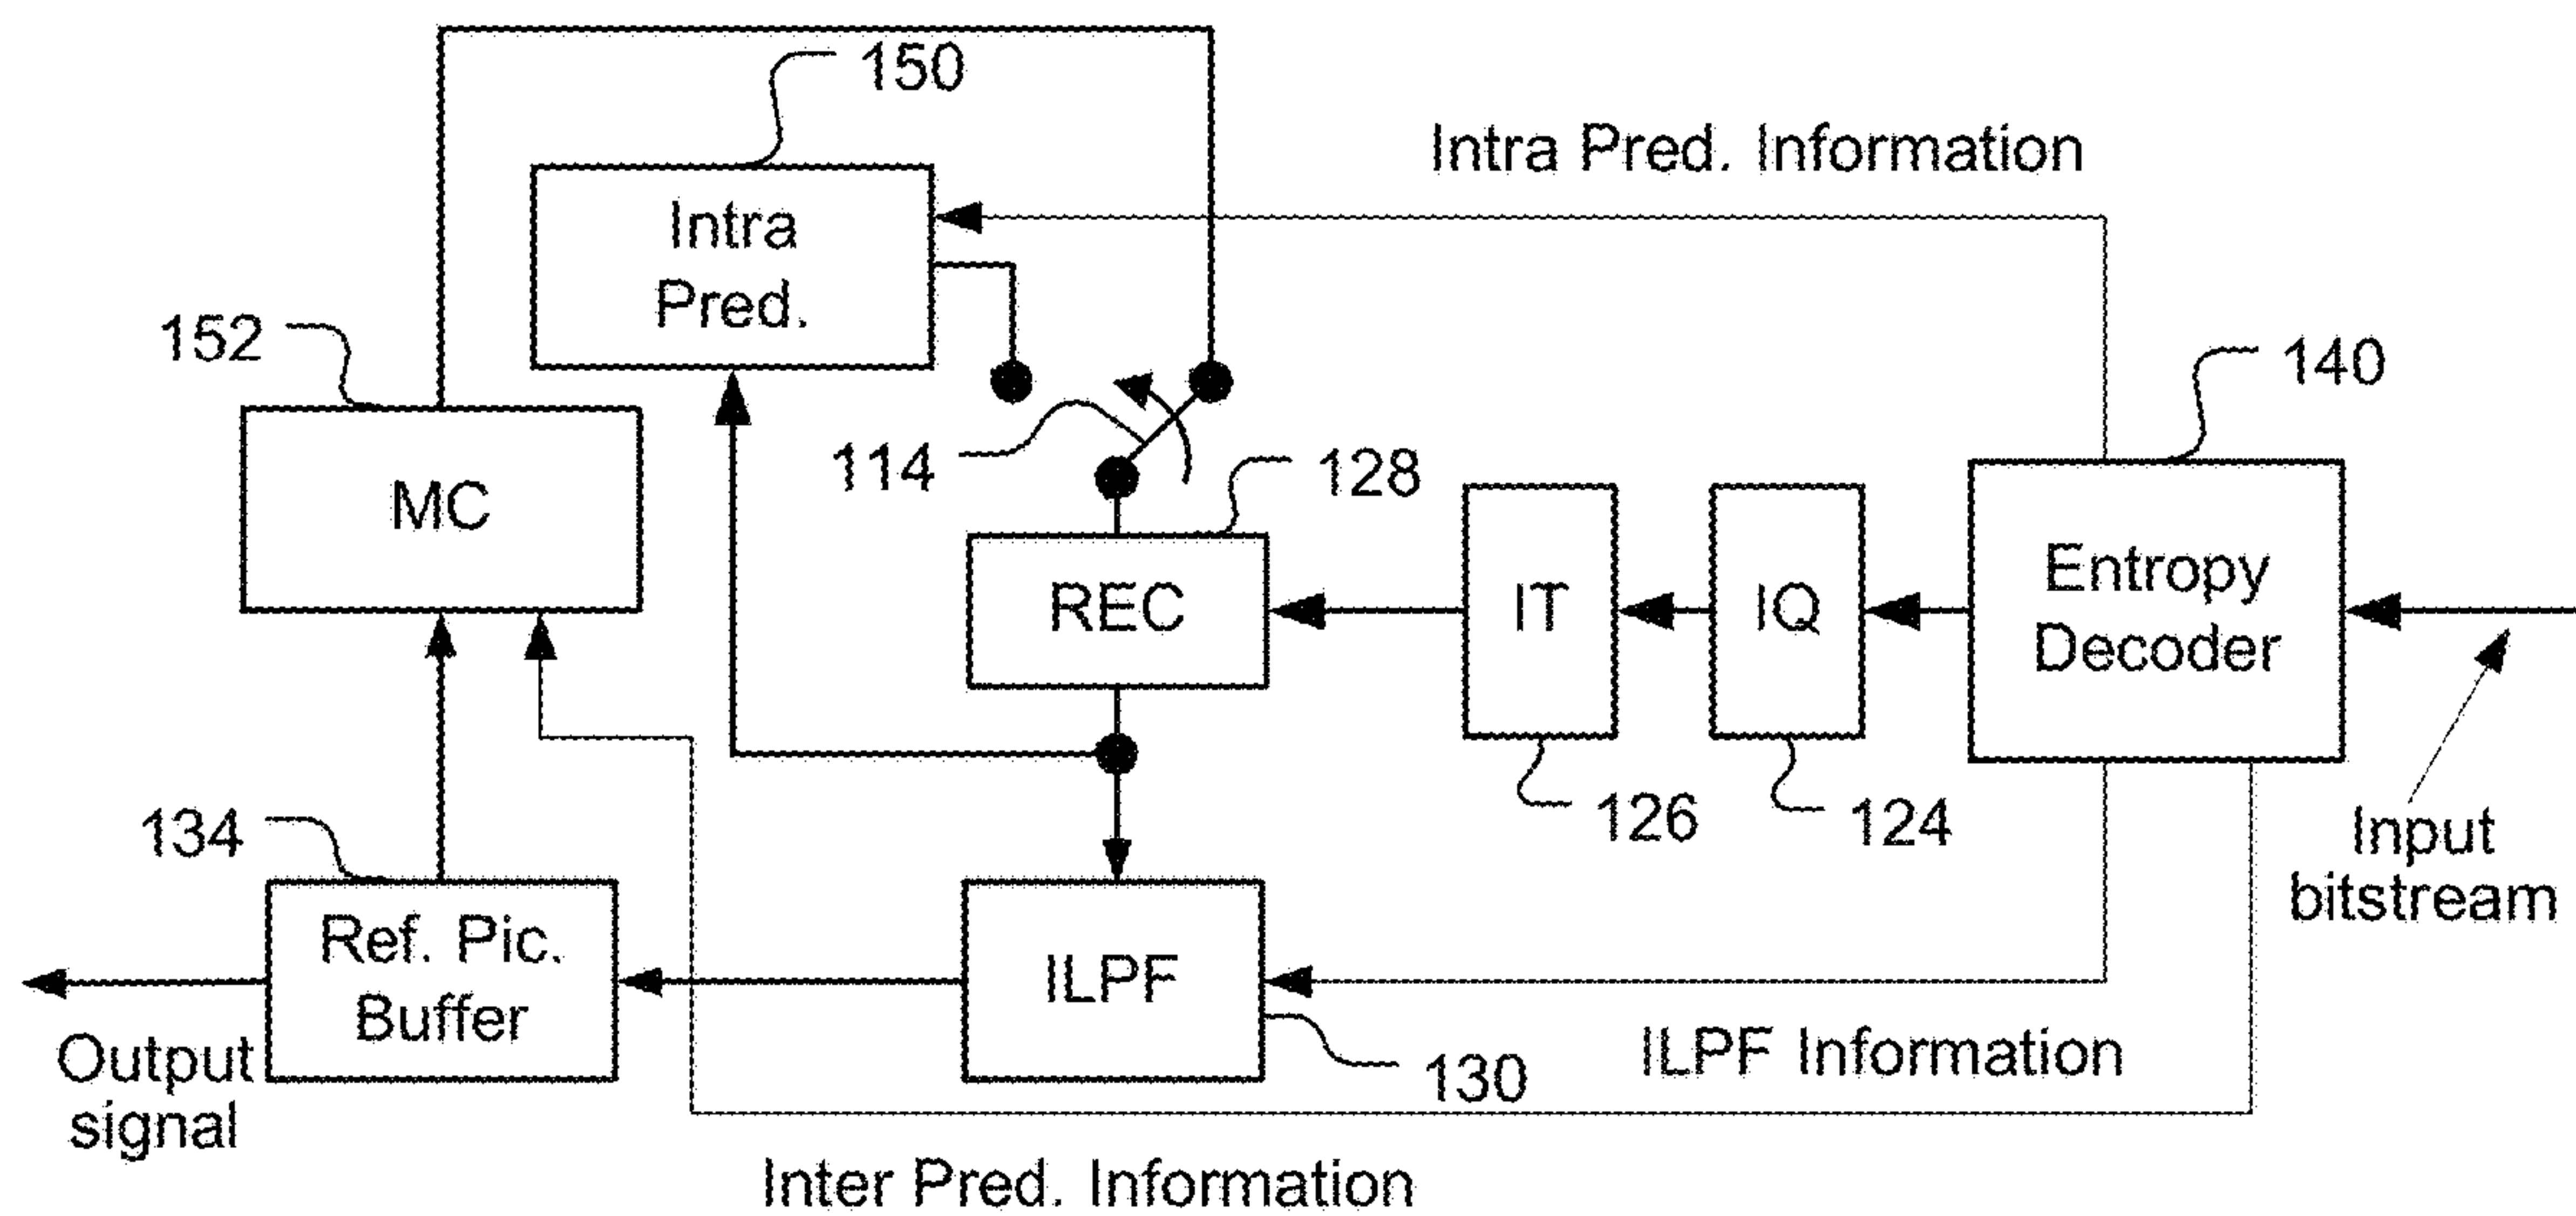 150
Intra Pred. Information
Intra
Pred.
152
140
114
128
MC
REC
IT
IQ
Entropy
Decoder
126
124
Input
bitstream
134
Ref. Pic.
Buffer
ILPF
Output
signal
130
ILPF Information
Inter Pred. Information